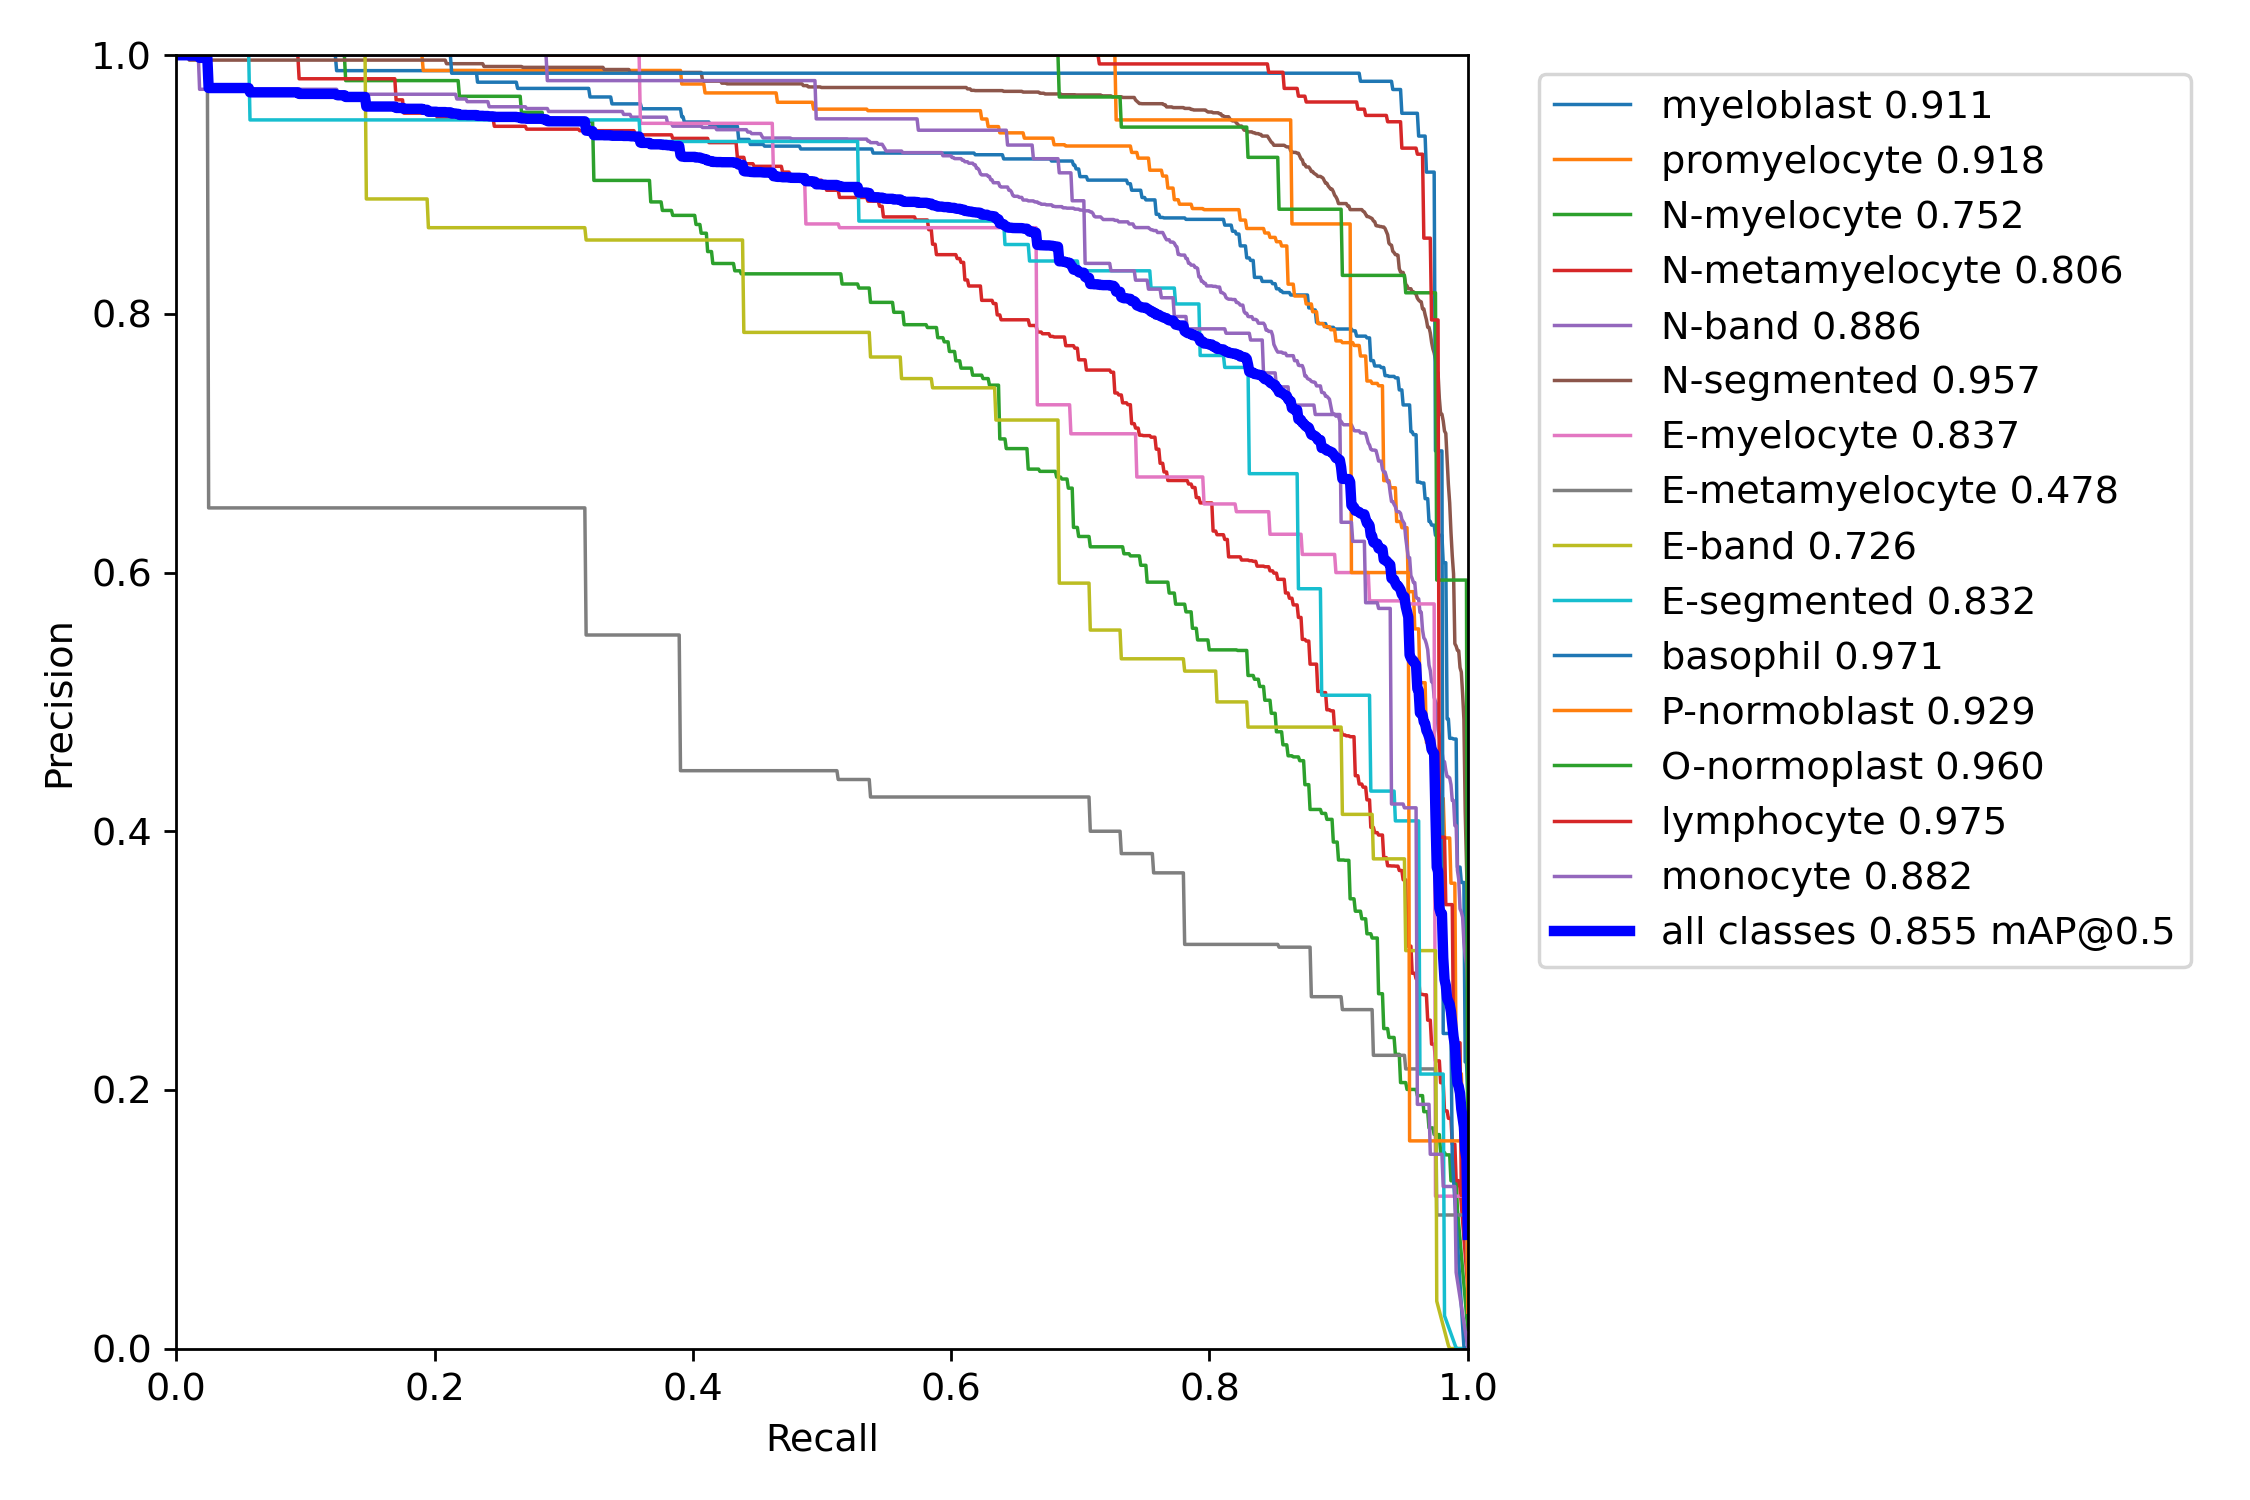 1.0
0.8
0.6
0.4
0.2
0.0
Precision
0.0 0.2 0.4 0.6 0.8 1.0
Recall
myeloblast 0.911
promyelocyte 0.918
N-myelocyte 0.752
N-metamyelocyte 0.806
N-band 0.886
N-segmented 0.957
E-myelocyte 0.837
E-metamyelocyte 0.478
E-band 0.726
E-segmented 0.832
basophil 0.971
P-normoblast 0.929
O-normoplast 0.960
lymphocyte 0.975
monocyte 0.882
all classes 0.855 mAP@0.5